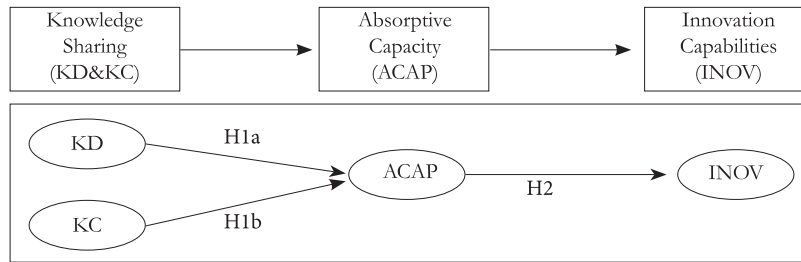 Knowledge
Sharing
(KD&KC)
Absorptive
Capacity
(ACAP)
Innovation
Capabilities
(INOV)
KD
H1a
ACAP
INOV
H2
KC
H1b